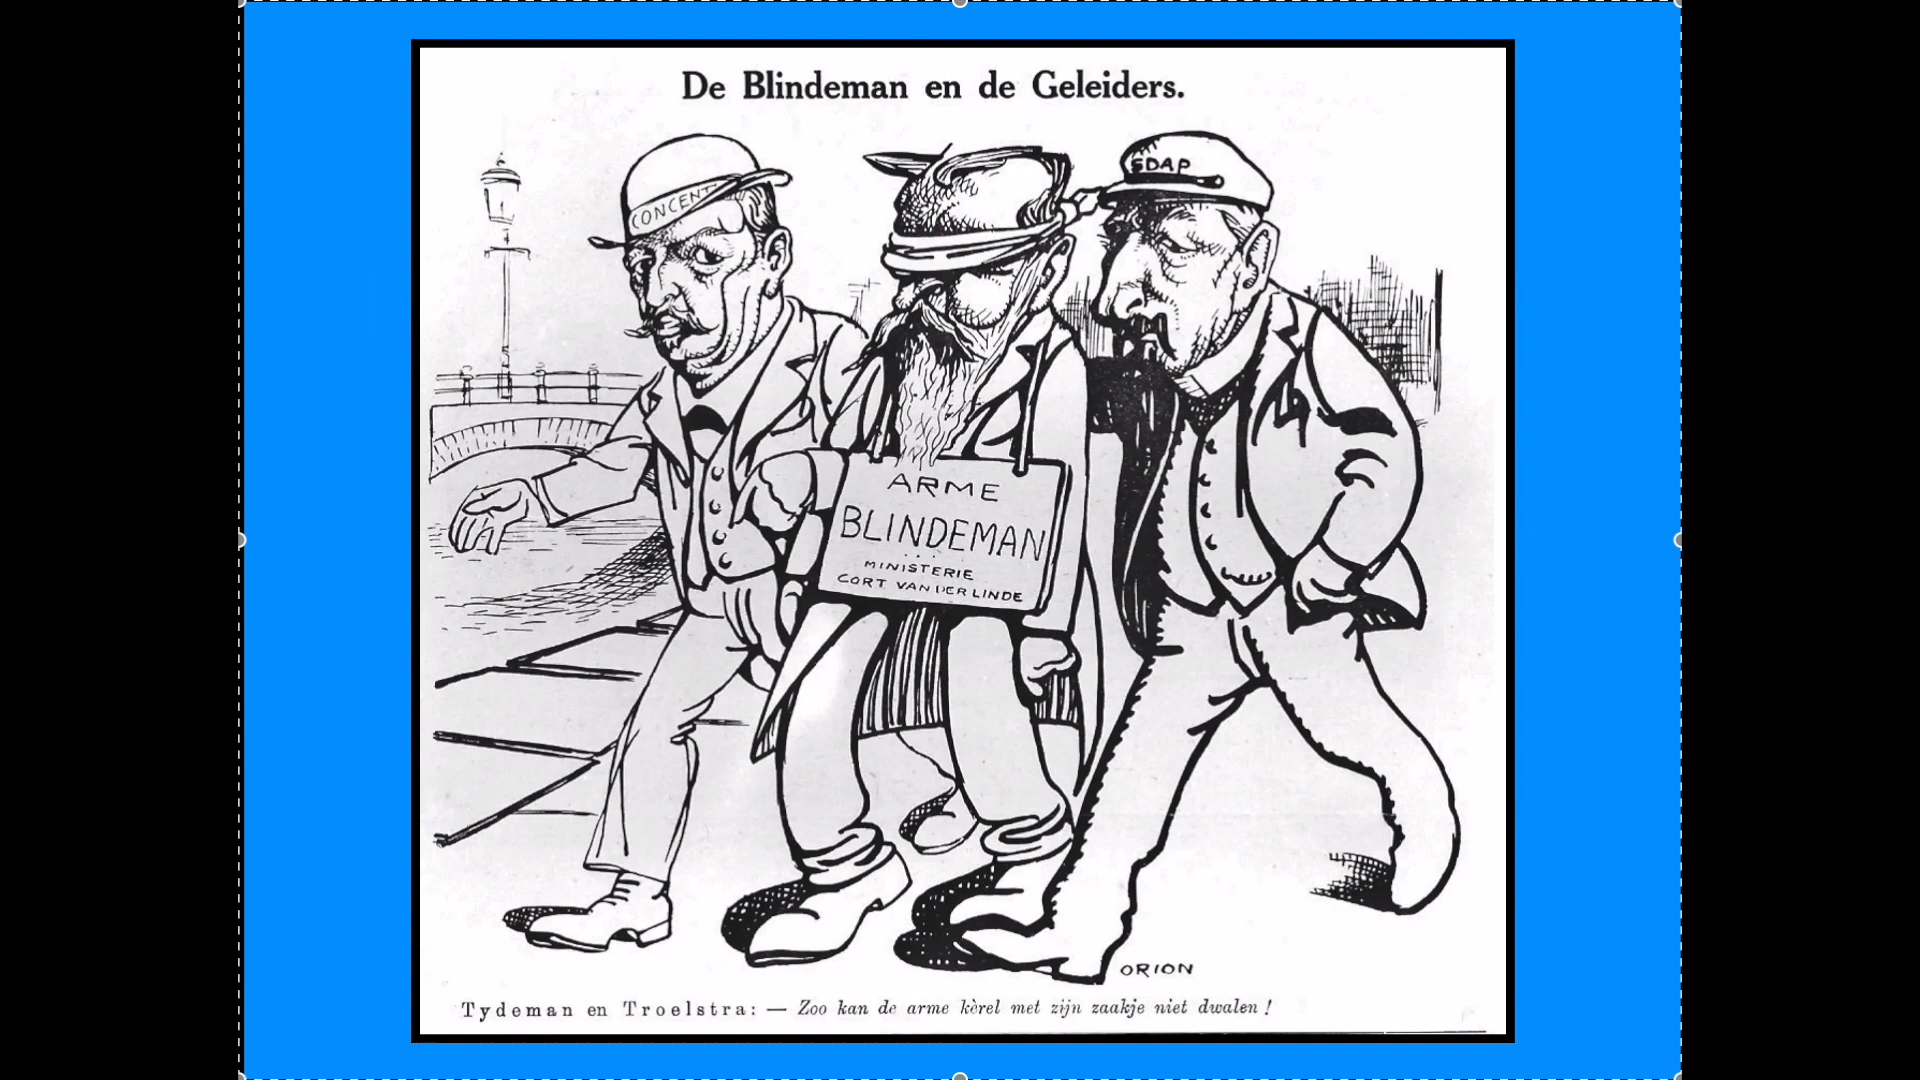 De Blindeman en de Geleiders.
CONCENT
SDAP
ARME
BLINDEMAN
...
MINISTERIE
CORT VAN DER LINDE
ORION
Tydeman en Troelstra: — Zoo kan de arme kèrel met zijn zaakje niet dwalen!